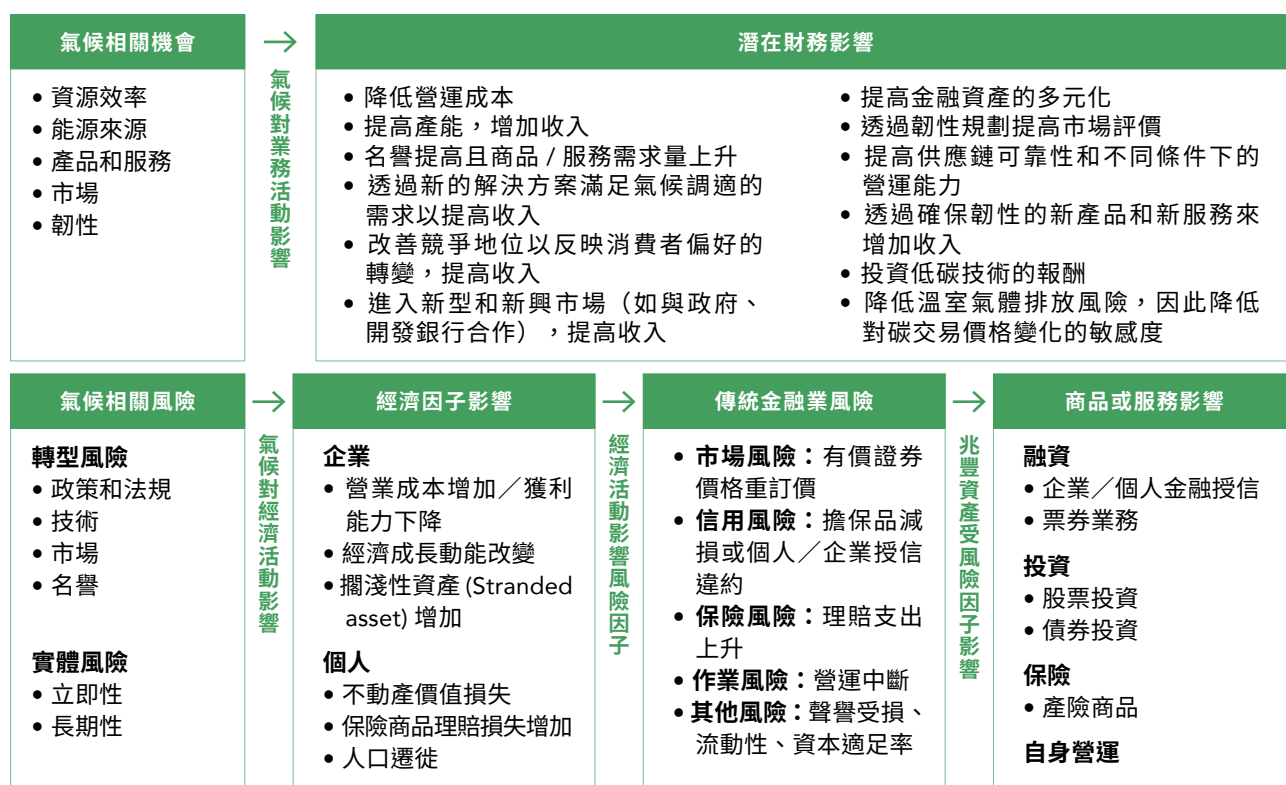 氣候相關機會
→
潛在財務影響
• 資源效率
• 能源來源
• 產品和服務
• 市場
• 韌性
氣候對業務活動影響
• 降低營運成本
• 提高產能，增加收入
• 名譽提高且商品 / 服務需求量上升
• 透過新的解決方案滿足氣候調適的
需求以提高收入
• 改善競爭地位以反映消費者偏好的
轉變，提高收入
• 進入新型和新興市場（如與政府、
開發銀行合作），提高收入
• 提高金融資產的多元化
• 透過韌性規劃提高市場評價
• 提高供應鏈可靠性和不同條件下的
營運能力
• 透過確保韌性的新產品和新服務來
增加收入
• 投資低碳技術的報酬
• 降低溫室氣體排放風險，因此降低
對碳交易價格變化的敏感度
氣候相關風險
→
經濟因子影響
→
傳統金融業風險
→
商品或服務影響
轉型風險
• 政策和法規
• 技術
• 市場
• 名譽
實體風險
• 立即性
• 長期性
氣候對經濟活動影響
企業
• 營業成本增加／獲利
能力下降
• 經濟成長動能改變
• 擱淺性資產 (Stranded
asset) 增加
個人
• 不動產價值損失
• 保險商品理賠損失增加
• 人口遷徙
經濟活動影響風險因子
• 市場風險：有價證券
價格重訂價
• 信用風險：擔保品減
損或個人／企業授信
違約
• 保險風險：理賠支出
上升
• 作業風險：營運中斷
• 其他風險：聲譽受損、
流動性、資本適足率
兆豐資產受風險因子影響
融資
• 企業／個人金融授信
• 票券業務
投資
• 股票投資
• 債券投資
保險
• 產險商品
自身營運